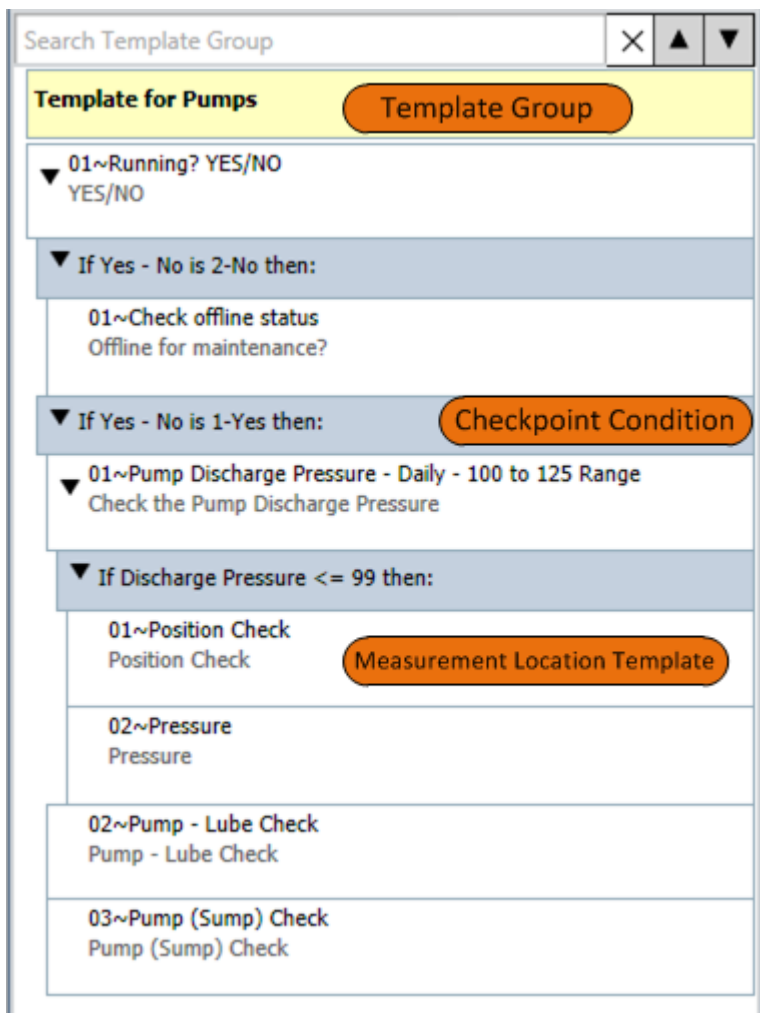 Search Template Group
Template for Pumps
Template Group
01~Running? YES/NO
YES/NO
If Yes - No is 2-No then:
01~Check offline status
Offline for maintenance?
If Yes - No is 1-Yes then:
Checkpoint Condition
01~Pump Discharge Pressure - Daily - 100 to 125 Range
Check the Pump Discharge Pressure
If Discharge Pressure <= 99 then:
01~Position Check
Position Check
Measurement Location Template
02~Pressure
Pressure
02~Pump - Lube Check
Pump - Lube Check
03~Pump (Sump) Check
Pump (Sump) Check